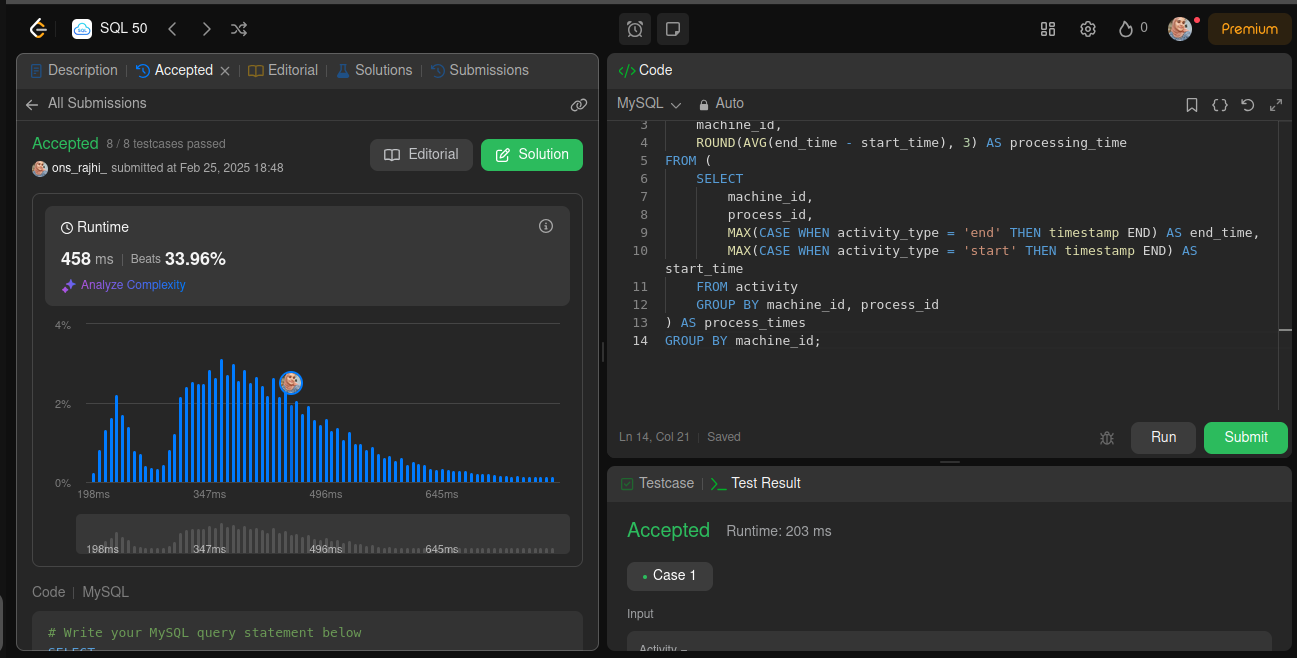 SQL 50
0
Premium
Description
Accepted
Editorial
Solutions
Submissions
All Submissions
Accepted 8 / 8 testcases passed
ons_rajhi_ submitted at Feb 25, 2025 18:48
Editorial
Solution
Runtime
458 ms | Beats 33.96%
Analyze Complexity
4%
2%
0%
198ms 347ms 496ms 645ms
198ms 347ms 496ms 645ms
Code | MySQL
# Write your MySQL query statement below
SELECT
</> Code
MySQL
Auto
3 machine_id,
4 ROUND(AVG(end_time - start_time), 3) AS processing_time
5 FROM (
6 SELECT
7 machine_id,
8 process_id,
9 MAX(CASE WHEN activity_type = 'end' THEN timestamp END) AS end_time,
10 MAX(CASE WHEN activity_type = 'start' THEN timestamp END) AS
start_time
11 FROM activity
12 GROUP BY machine_id, process_id
13 ) AS process_times
14 GROUP BY machine_id;
Ln 14, Col 21 | Saved
Run
Submit
Testcase
Test Result
Accepted Runtime: 203 ms
• Case 1
Input
Activity =